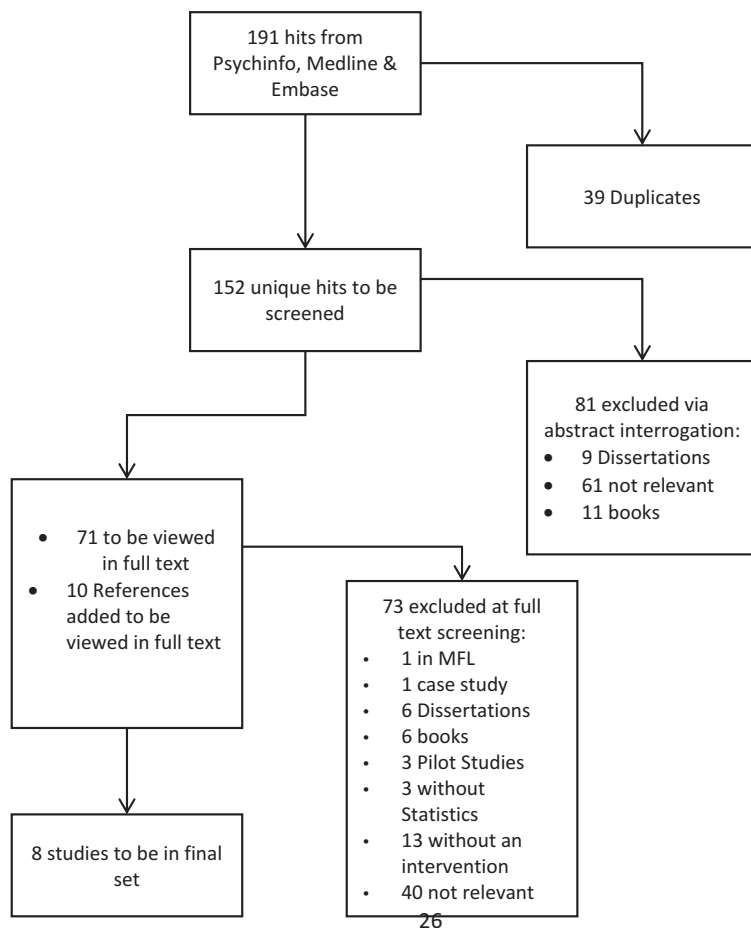 191 hits from
Psychinfo, Medline &
Embase
39 Duplicates
152 unique hits to be
screened
81 excluded via
abstract interrogation:
• 9 Dissertations
• 61 not relevant
• 11 books
• 71 to be viewed
in full text
• 10 References
added to be
viewed in full text
73 excluded at full
text screening:
• 1 in MFL
• 1 case study
• 6 Dissertations
• 6 books
• 3 Pilot Studies
• 3 without
Statistics
• 13 without an
intervention
• 40 not relevant
8 studies to be in final
set
26